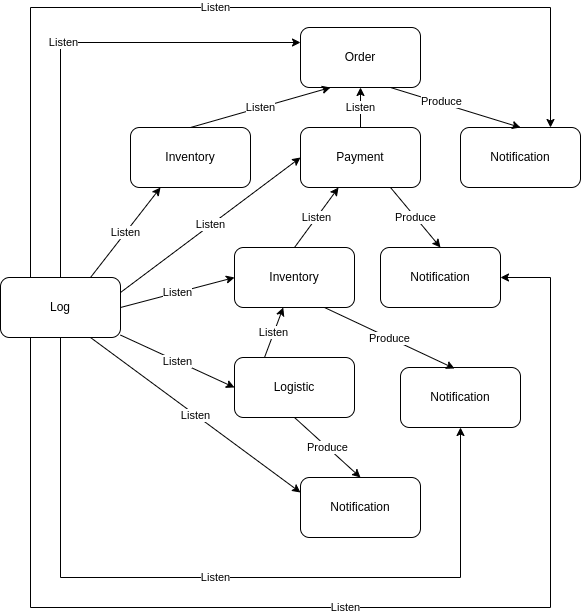 Listen
Listen
Order
Listen
Listen
Produce
Inventory
Payment
Notification
Listen
Listen
Listen
Produce
Listen
Inventory
Notification
Log
Listen
Produce
Listen
Logistic
Notification
Listen
Produce
Notification
Listen
Listen